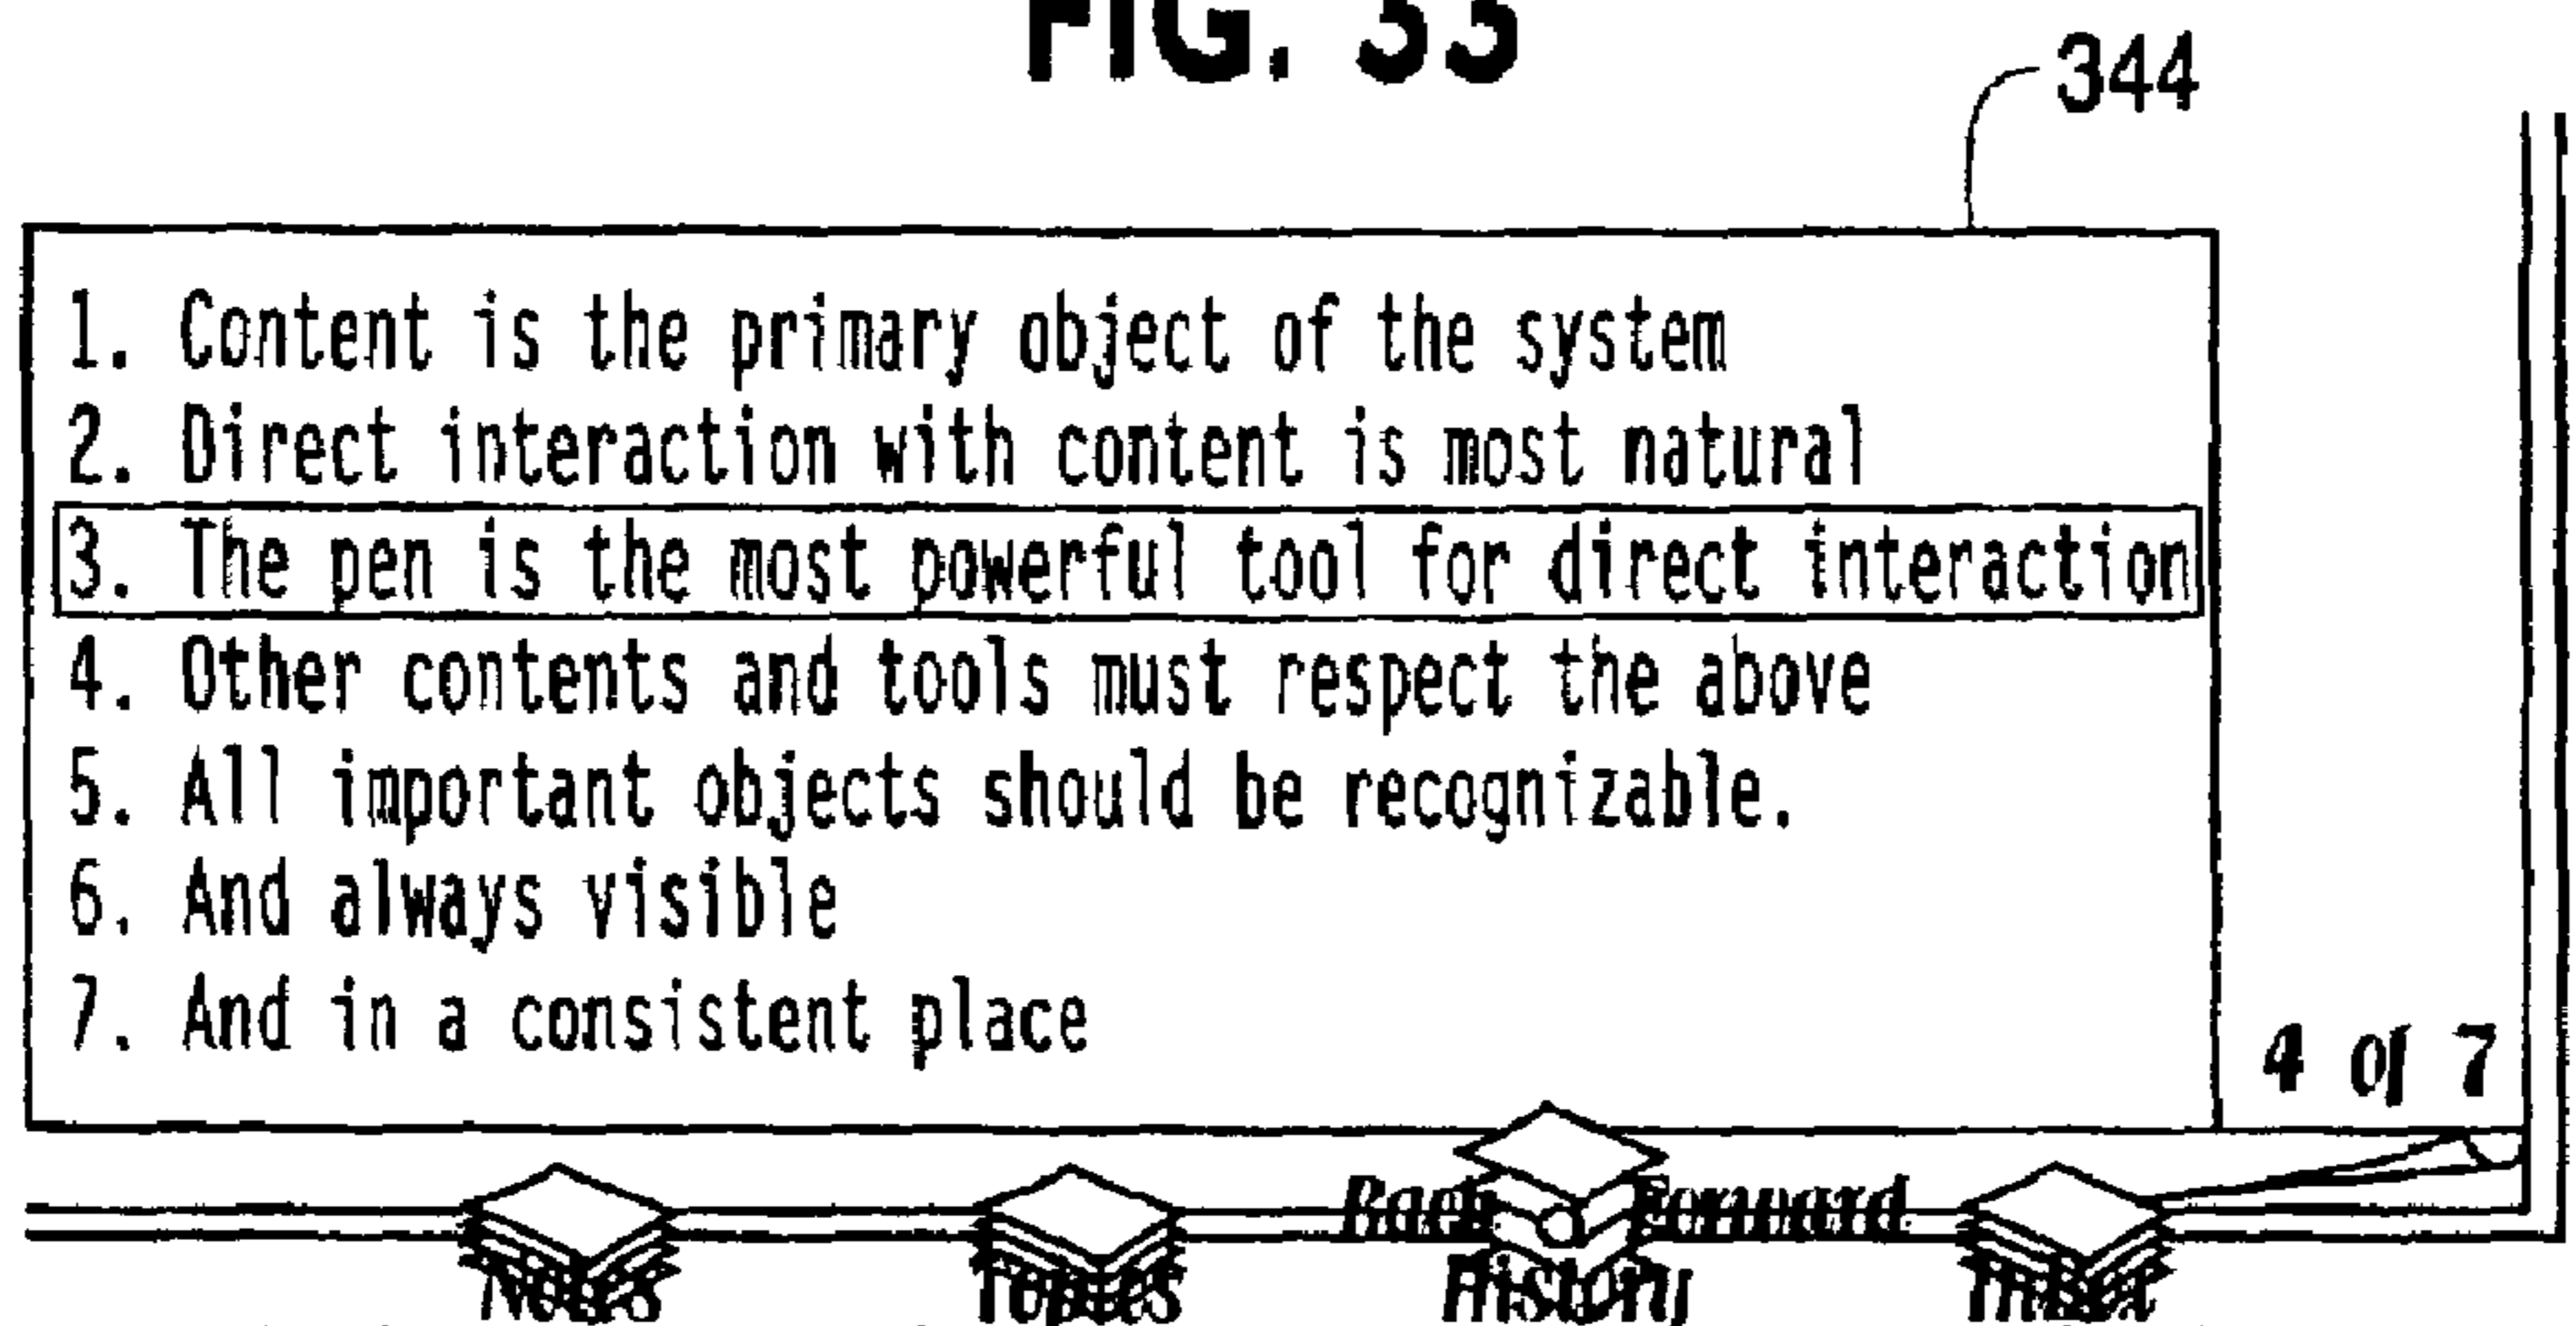 FIG. 33
344
1. Content is the primary object of the system
2. Direct interaction with content is most natural
3. The pen is the most powerful tool for direct interaction
4. Other contents and tools must respect the above
5. All important objects should be recognizable.
6. And always visible
7. And in a consistent place
4 of 7
Back Forward
Notes Topics History